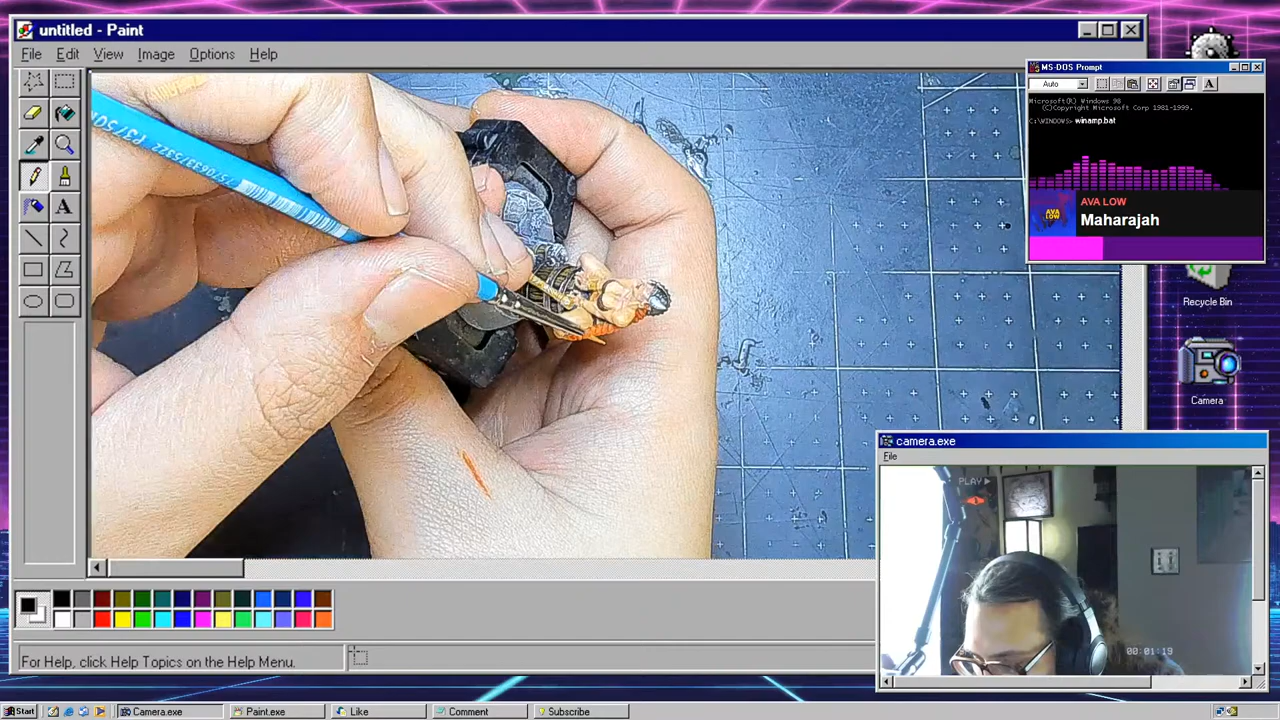 untitled - Paint
File Edit View Image Options Help
MS-DOS Prompt
Auto
A
Microsoft(R) Windows 98
(C)Copyright Microsoft Corp 1981-1999.
C:\WINDOWS> winamp.bat
AVA LOW
AVA LOW
Maharajah
Recycle Bin
Camera
camera.exe
File
PLAY
00:01:19
A
For Help, click Help Topics on the Help Menu.
Start
Camera.exe
Paint.exe
Like
Comment
Subscribe